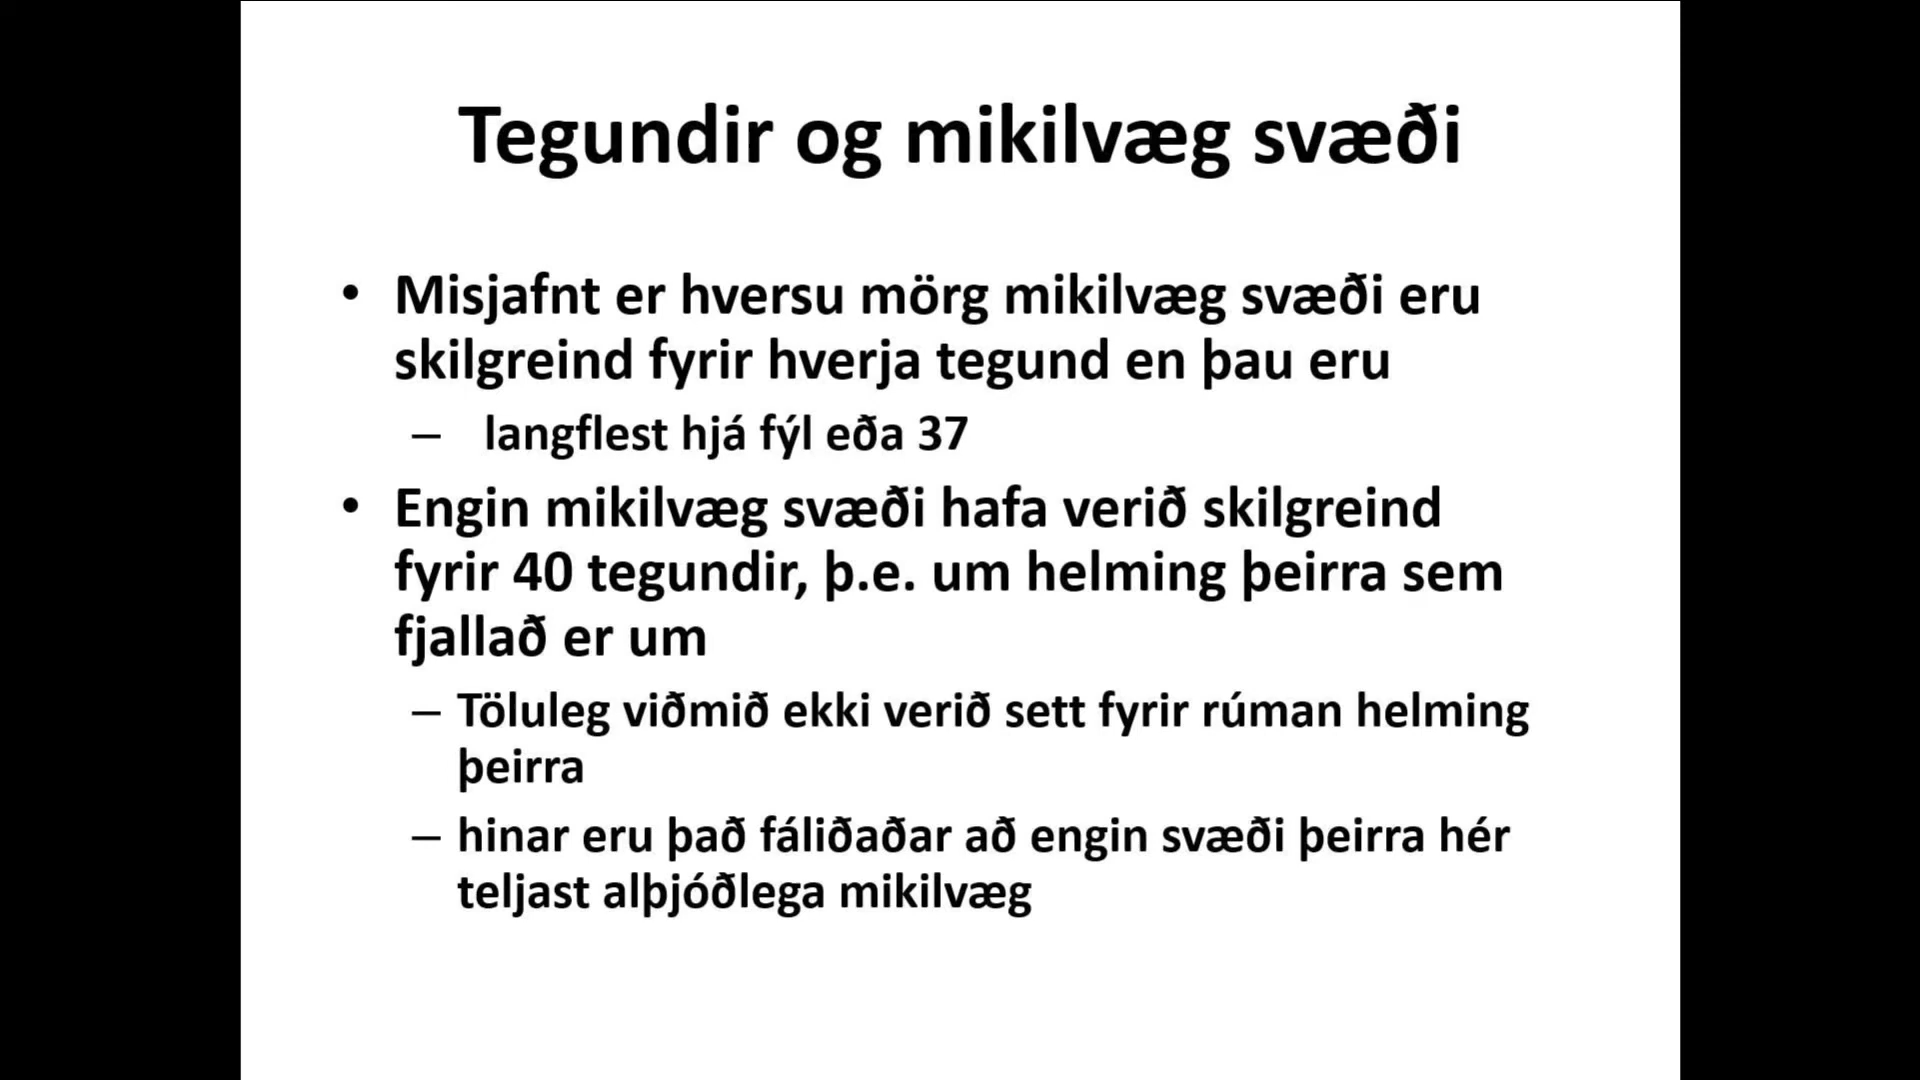 Tegundir og mikilvæg svæði
• Misjafnt er hversu mörg mikilvæg svæði eru
skilgreind fyrir hverja tegund en þau eru
– langflest hjá fýl eða 37
• Engin mikilvæg svæði hafa verið skilgreind
fyrir 40 tegundir, þ.e. um helming þeirra sem
fjallað er um
– Töluleg viðmið ekki verið sett fyrir rúman helming
þeirra
– hinar eru það fáliðaðar að engin svæði þeirra hér
teljast alþjóðlega mikilvæg